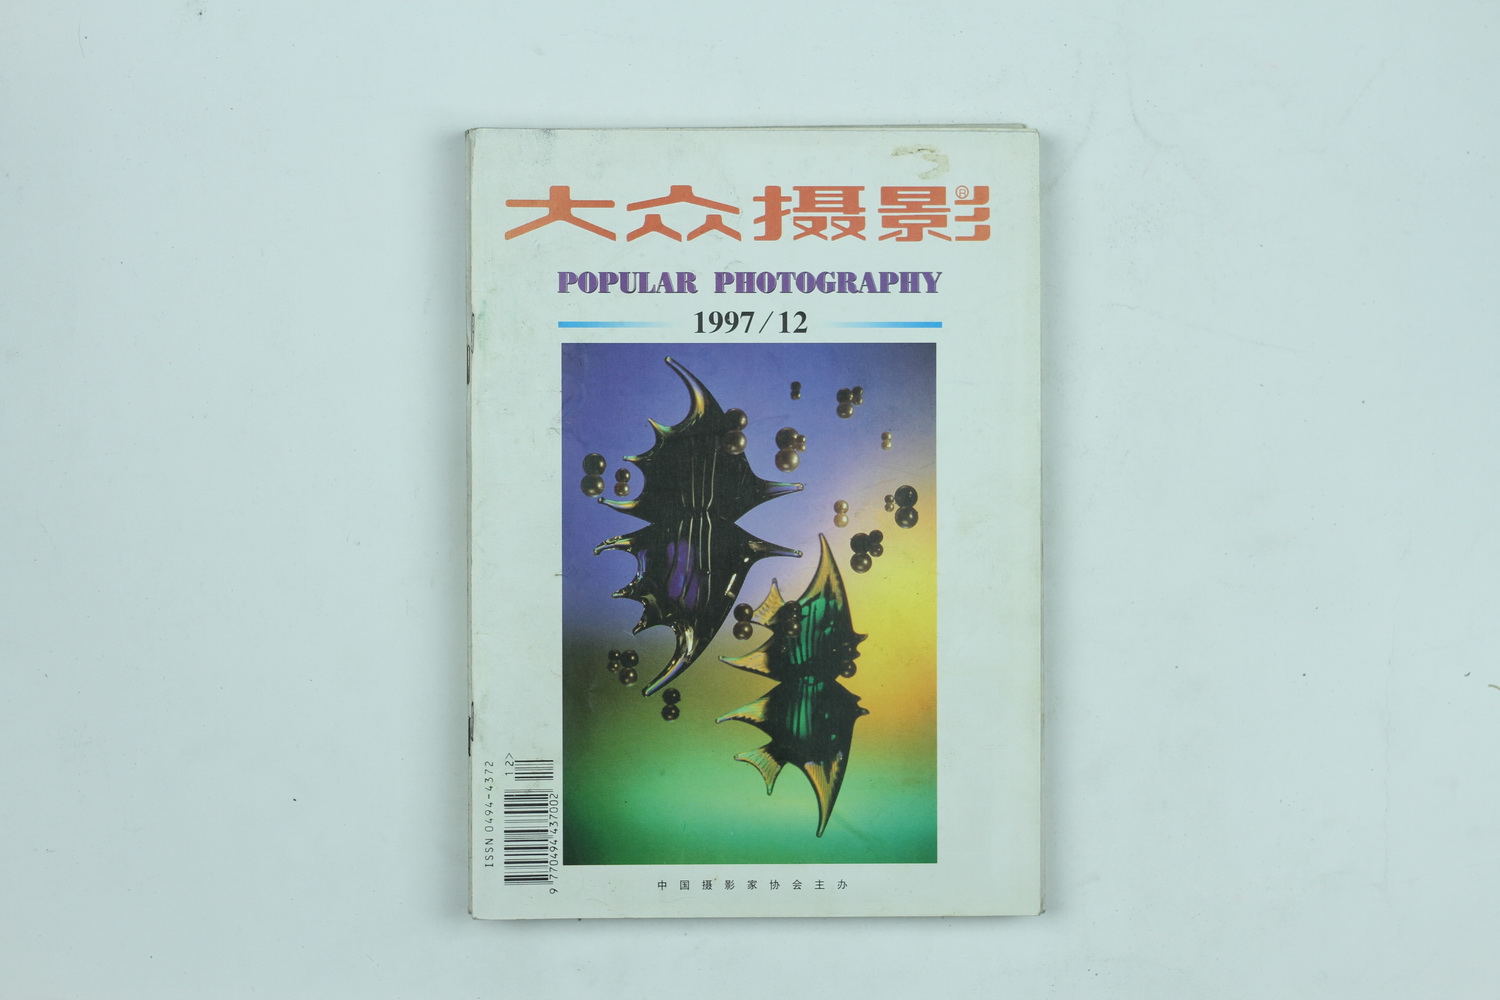 大众摄影®
POPULAR PHOTOGRAPHY
1997/12
ISSN 0494-4372
12>
9 770494 437002
中国摄影家协会主办